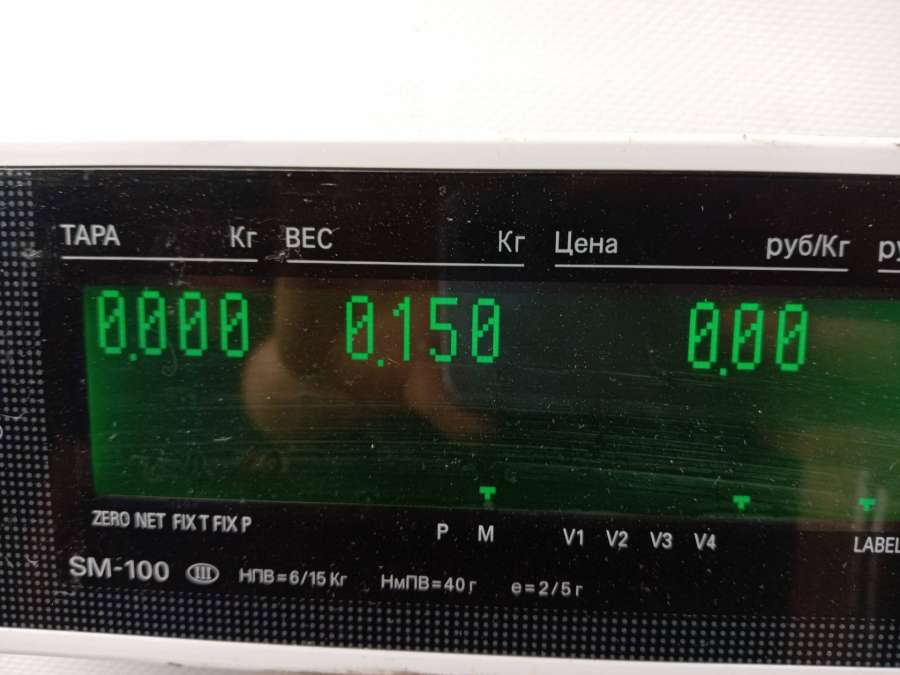 ТАРА Кг ВЕС Кг Цена руб/Кг
0.000 0.150 0.00
ZERO NET FIX T FIX P P M V1 V2 V3 V4 LABEL
SM-100 III НПВ=6/15 Кг НмПВ=40 г e=2/5 г